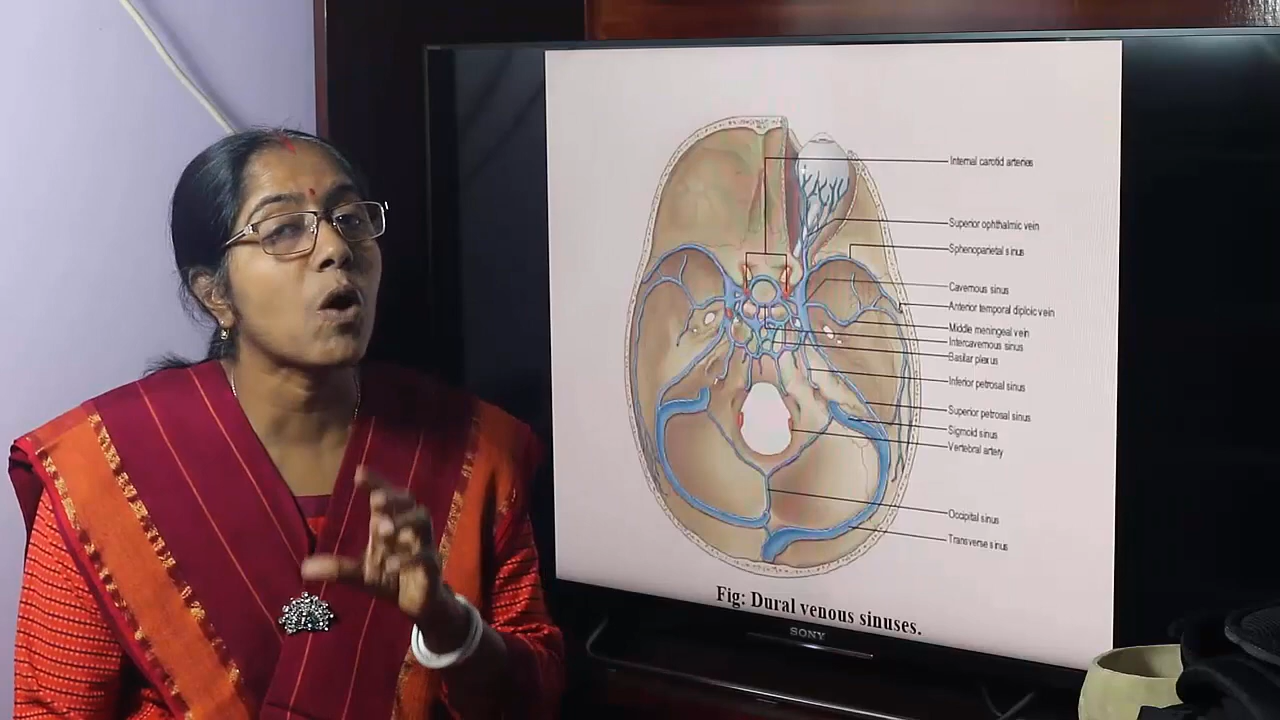 Internal carotid arteries
Superior ophthalmic vein
Sphenoparietal sinus
Cavernous sinus
Anterior temporal diploic vein
Middle meningeal vein
Intercavernous sinus
Basilar plexus
Inferior petrosal sinus
Superior petrosal sinus
Sigmoid sinus
Vertebral artery
Occipital sinus
Transverse sinus
Fig: Dural venous sinuses.
SONY